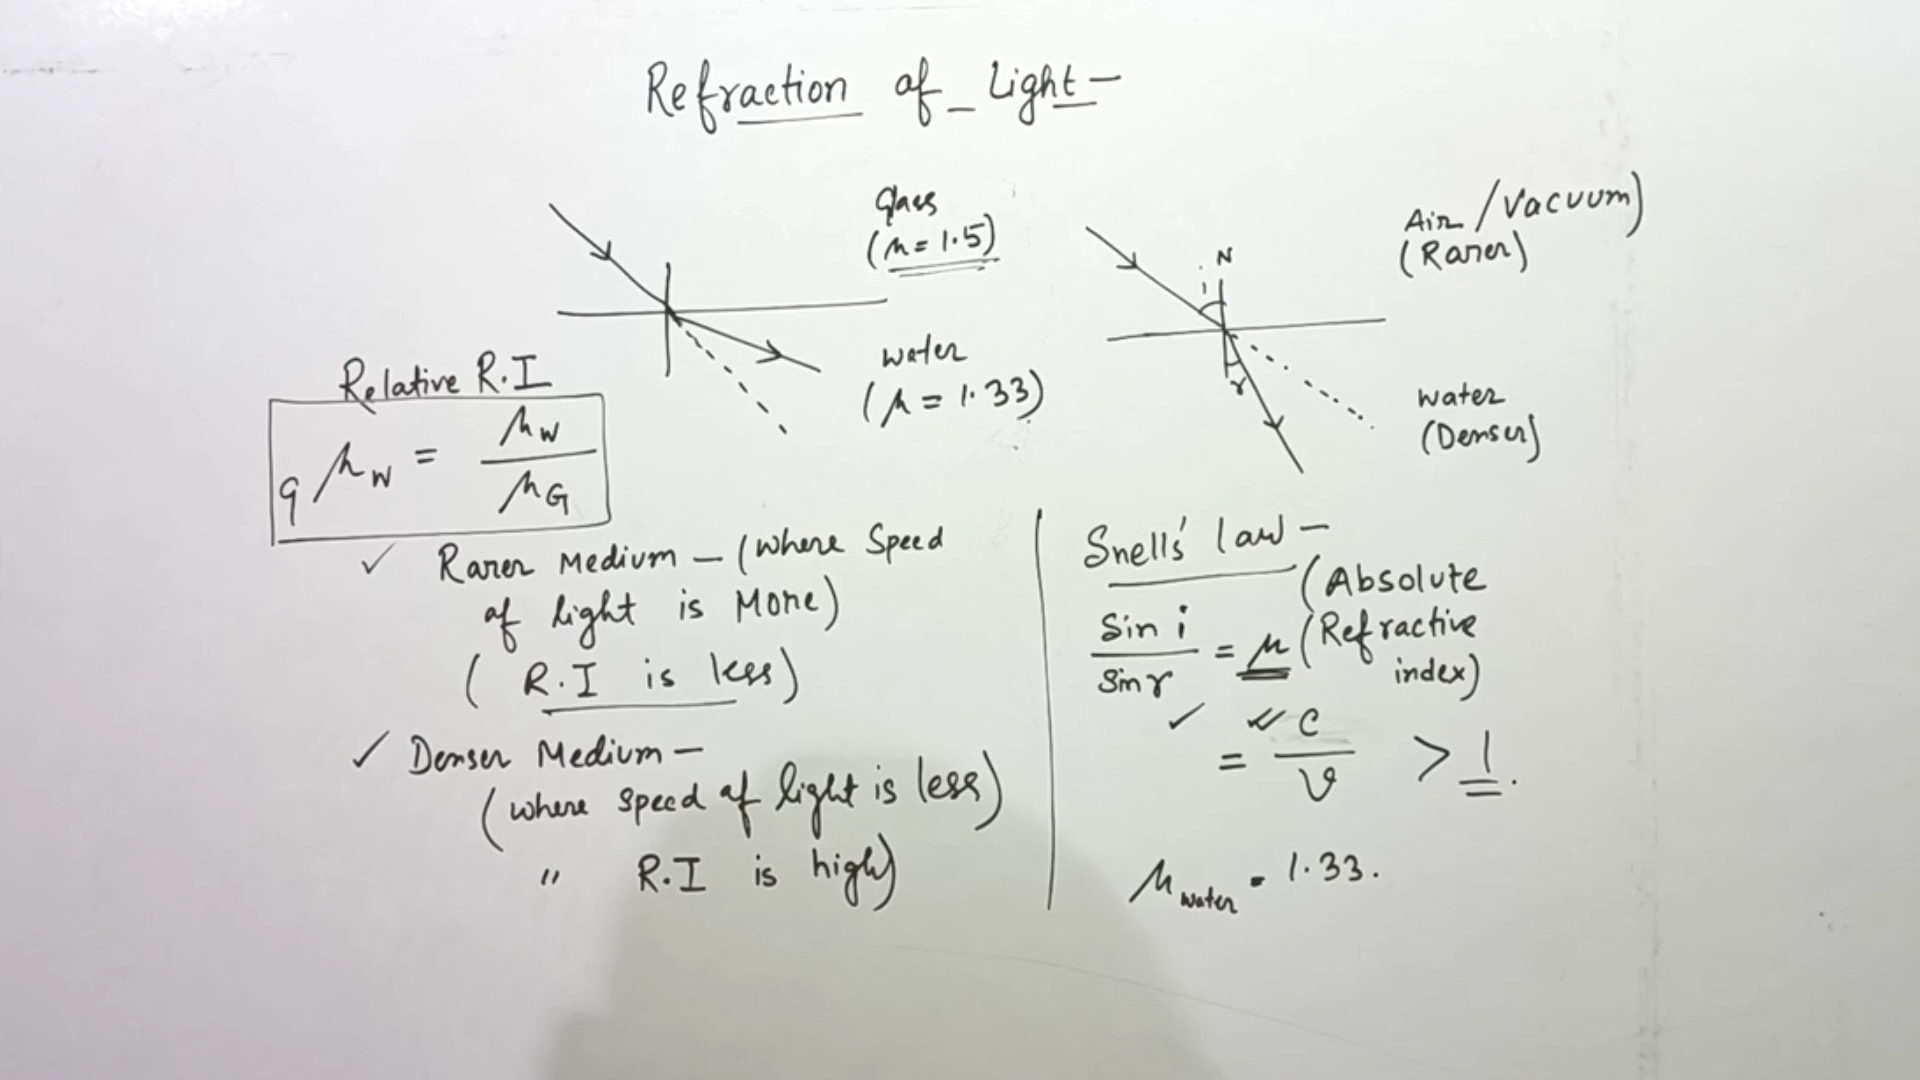 Refraction of Light -
Glass
(μ = 1.5)
water
(μ = 1.33)
N
i
r
Air / Vacuum)
(Rarer)
water
(Denser)
Relative R.I
gμw = μw / μG
✓ Rarer Medium - (where Speed
of light is More)
(R.I is less)
✓ Denser Medium -
(where speed of light is less)
" R.I is high)
Snell's law -
Sin i / Sin r = μ (Absolute
(Refractive
index)
✓ ✓
= c / v > 1.
μ water = 1.33.